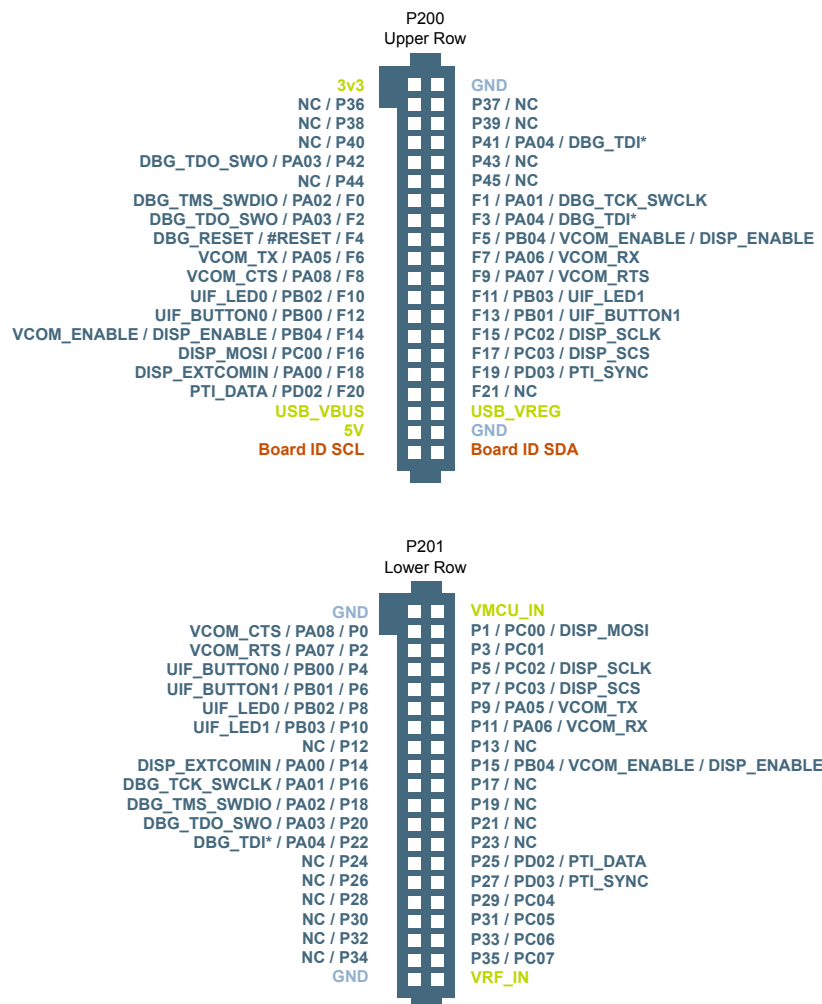 P200
Upper Row
3v3 GND
NC / P36 P37 / NC
NC / P38 P39 / NC
NC / P40 P41 / PA04 / DBG_TDI*
DBG_TDO_SWO / PA03 / P42 P43 / NC
NC / P44 P45 / NC
DBG_TMS_SWDIO / PA02 / F0 F1 / PA01 / DBG_TCK_SWCLK
DBG_TDO_SWO / PA03 / F2 F3 / PA04 / DBG_TDI*
DBG_RESET / #RESET / F4 F5 / PB04 / VCOM_ENABLE / DISP_ENABLE
VCOM_TX / PA05 / F6 F7 / PA06 / VCOM_RX
VCOM_CTS / PA08 / F8 F9 / PA07 / VCOM_RTS
UIF_LED0 / PB02 / F10 F11 / PB03 / UIF_LED1
UIF_BUTTON0 / PB00 / F12 F13 / PB01 / UIF_BUTTON1
VCOM_ENABLE / DISP_ENABLE / PB04 / F14 F15 / PC02 / DISP_SCLK
DISP_MOSI / PC00 / F16 F17 / PC03 / DISP_SCS
DISP_EXTCOMIN / PA00 / F18 F19 / PD03 / PTI_SYNC
PTI_DATA / PD02 / F20 F21 / NC
USB_VBUS USB_VREG
5V GND
Board ID SCL Board ID SDA
P201
Lower Row
GND VMCU_IN
VCOM_CTS / PA08 / P0 P1 / PC00 / DISP_MOSI
VCOM_RTS / PA07 / P2 P3 / PC01
UIF_BUTTON0 / PB00 / P4 P5 / PC02 / DISP_SCLK
UIF_BUTTON1 / PB01 / P6 P7 / PC03 / DISP_SCS
UIF_LED0 / PB02 / P8 P9 / PA05 / VCOM_TX
UIF_LED1 / PB03 / P10 P11 / PA06 / VCOM_RX
NC / P12 P13 / NC
DISP_EXTCOMIN / PA00 / P14 P15 / PB04 / VCOM_ENABLE / DISP_ENABLE
DBG_TCK_SWCLK / PA01 / P16 P17 / NC
DBG_TMS_SWDIO / PA02 / P18 P19 / NC
DBG_TDO_SWO / PA03 / P20 P21 / NC
DBG_TDI* / PA04 / P22 P23 / NC
NC / P24 P25 / PD02 / PTI_DATA
NC / P26 P27 / PD03 / PTI_SYNC
NC / P28 P29 / PC04
NC / P30 P31 / PC05
NC / P32 P33 / PC06
NC / P34 P35 / PC07
GND VRF_IN